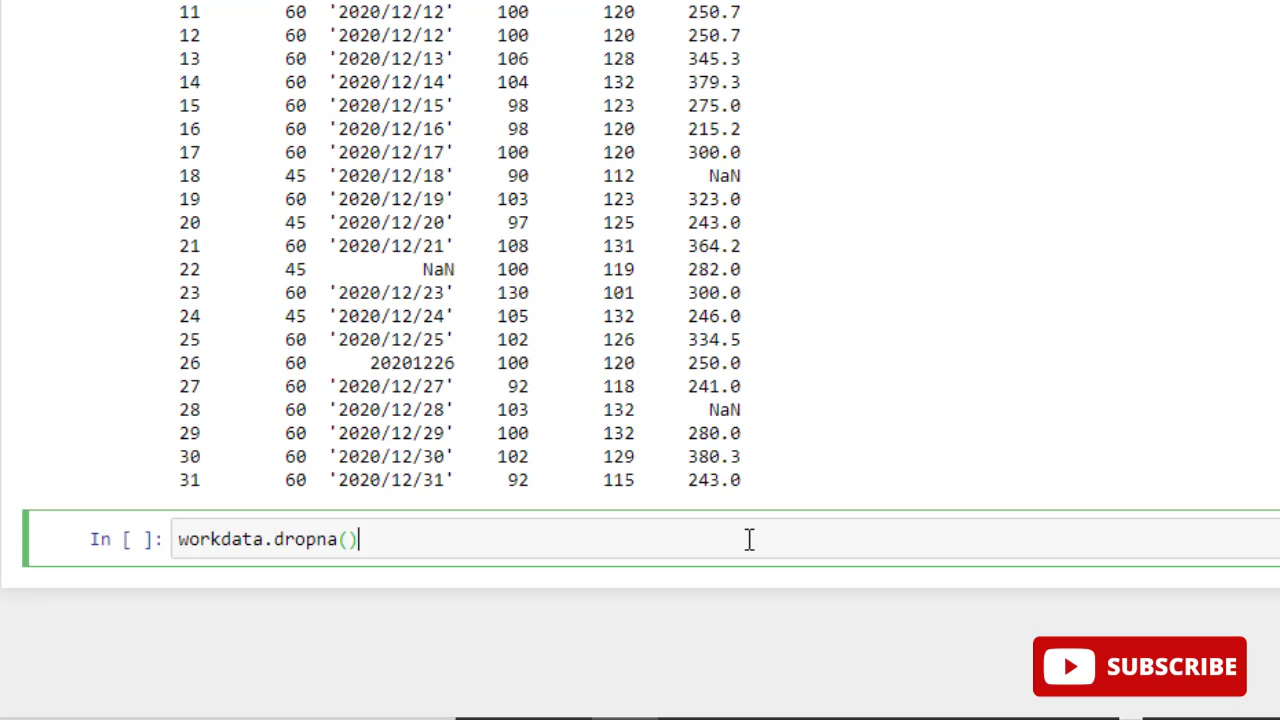 11 60 '2020/12/12' 100 120 250.7
12 60 '2020/12/12' 100 120 250.7
13 60 '2020/12/13' 106 128 345.3
14 60 '2020/12/14' 104 132 379.3
15 60 '2020/12/15' 98 123 275.0
16 60 '2020/12/16' 98 120 215.2
17 60 '2020/12/17' 100 120 300.0
18 45 '2020/12/18' 90 112 NaN
19 60 '2020/12/19' 103 123 323.0
20 45 '2020/12/20' 97 125 243.0
21 60 '2020/12/21' 108 131 364.2
22 45 NaN 100 119 282.0
23 60 '2020/12/23' 130 101 300.0
24 45 '2020/12/24' 105 132 246.0
25 60 '2020/12/25' 102 126 334.5
26 60 20201226 100 120 250.0
27 60 '2020/12/27' 92 118 241.0
28 60 '2020/12/28' 103 132 NaN
29 60 '2020/12/29' 100 132 280.0
30 60 '2020/12/30' 102 129 380.3
31 60 '2020/12/31' 92 115 243.0
In [ ]: workdata.dropna()
SUBSCRIBE